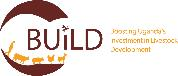 BUiLD
Boosting Uganda's
Investment in Livestock
Development